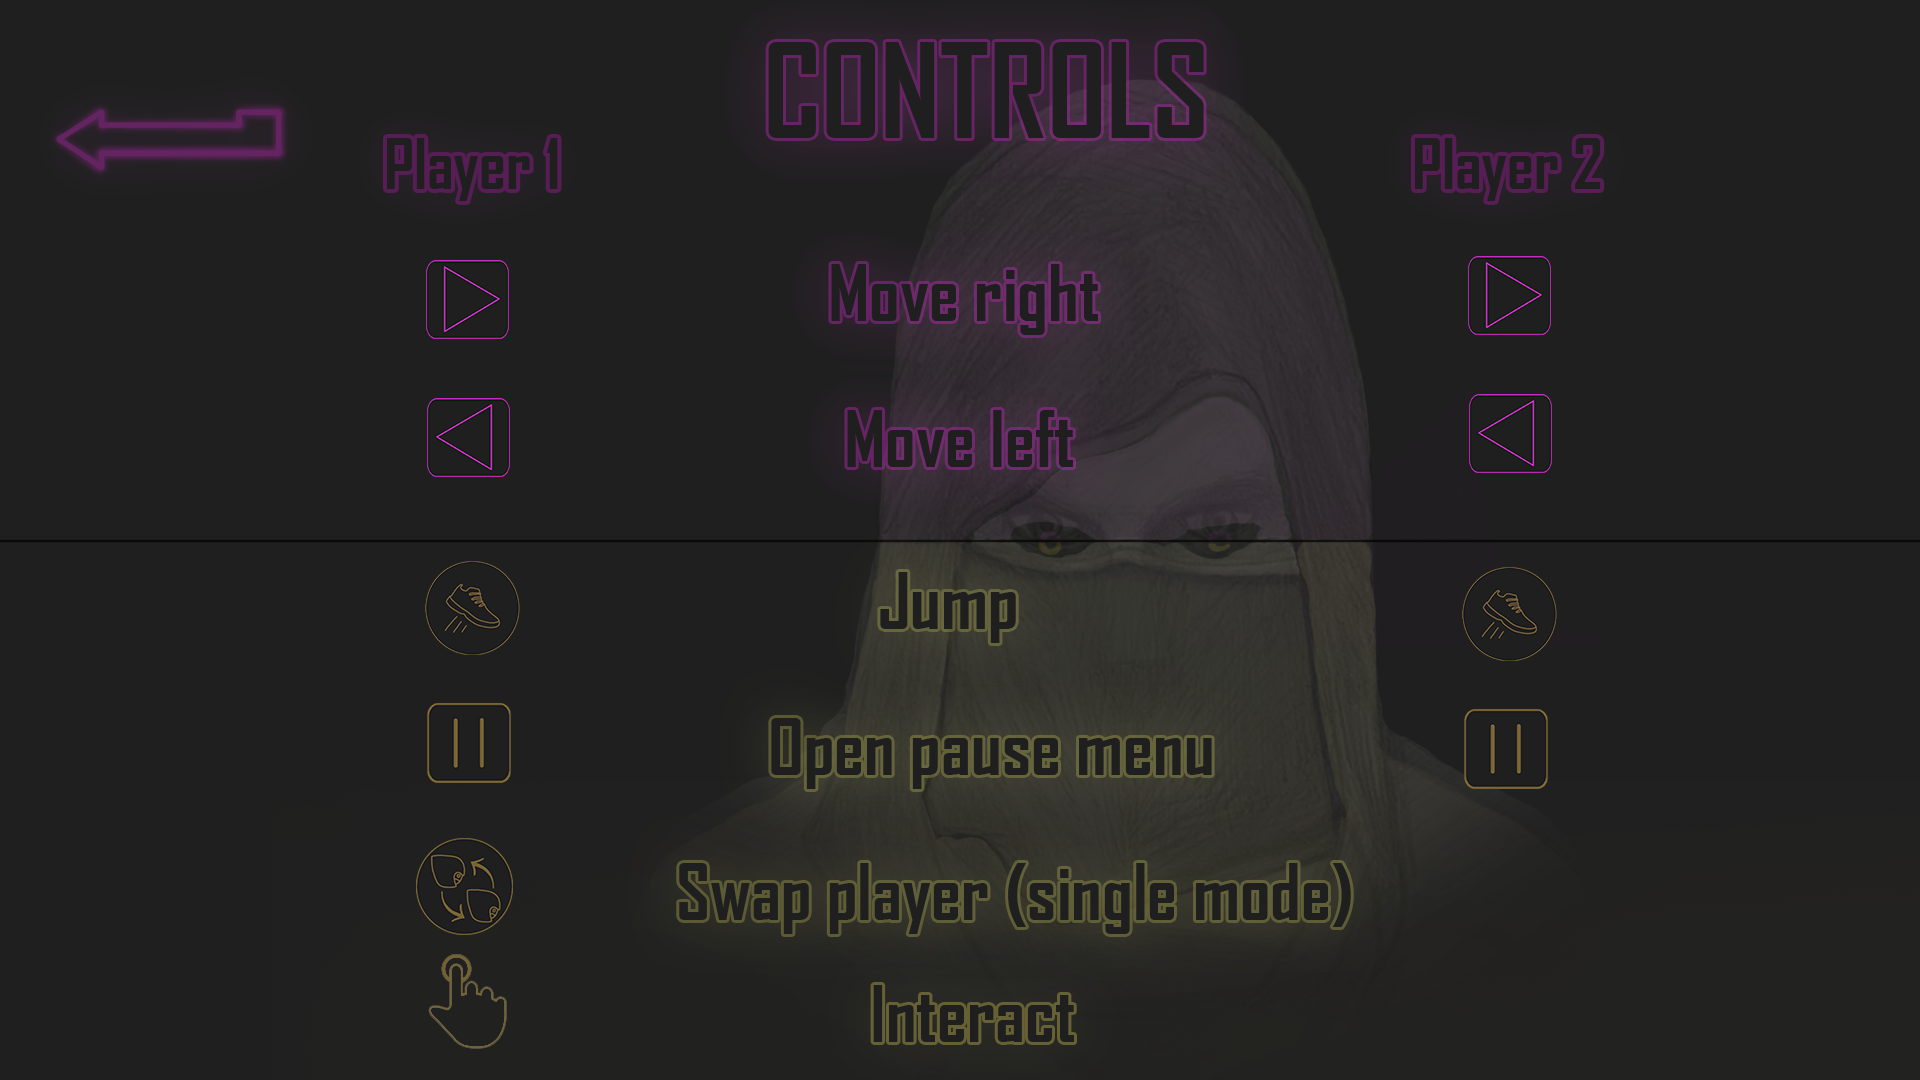 CONTROLS
Player 1
Player 2
Move right
Move left
Jump
Open pause menu
Swap player (single mode)
Interact